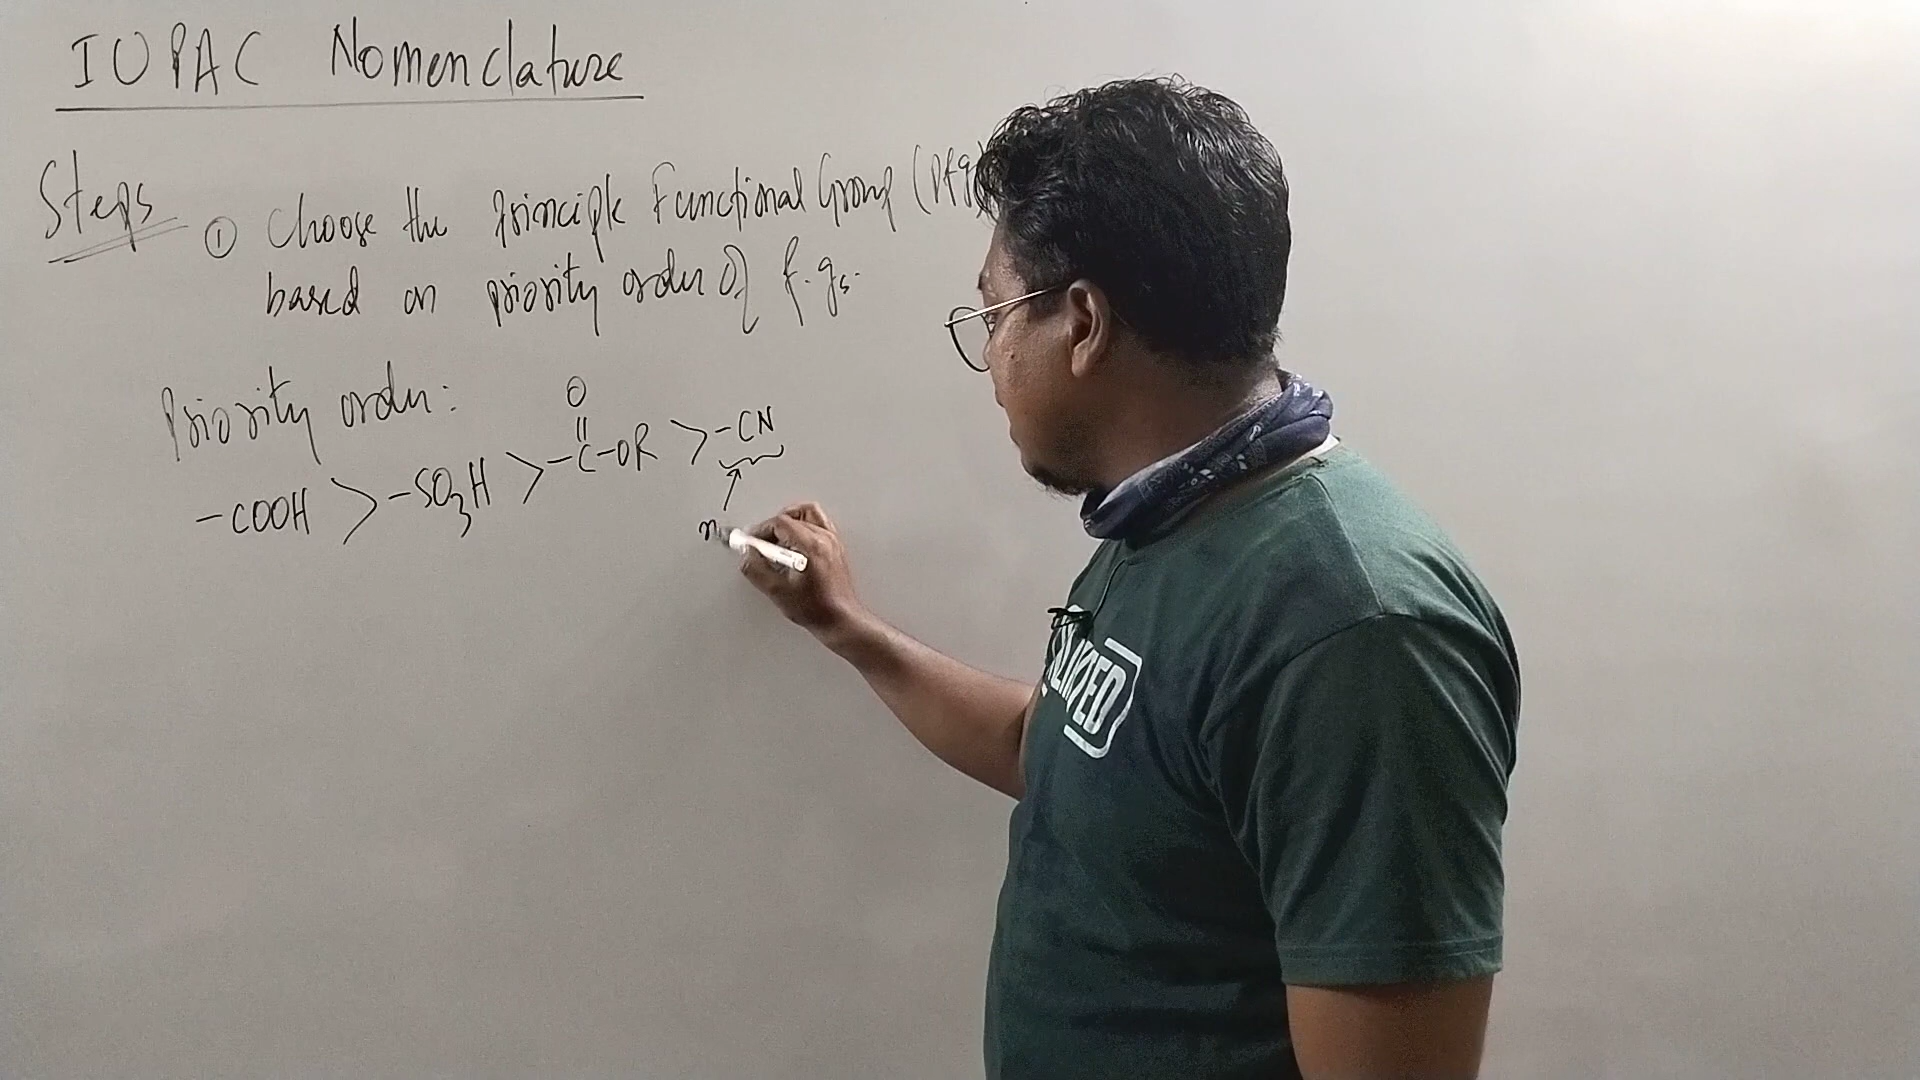 IUPAC Nomenclature
Steps
① Choose the Principle Functional Group (Pfg)
based on priority order of f.gs.
Priority order:
O
||
-COOH > -SO3H > -C-OR > -CN
n